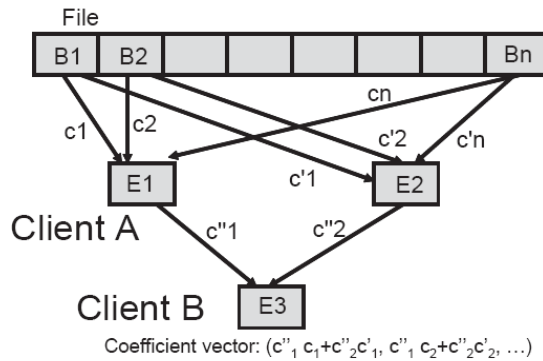 File
B1 B2 Bn
cn
c1 c2 c'2 c'n
c'1
E1 E2
Client A
c"1 c"2
Client B E3
Coefficient vector: (c"₁ c₁+c"₂c'₁, c"₁ c₂+c"₂c'₂, …)